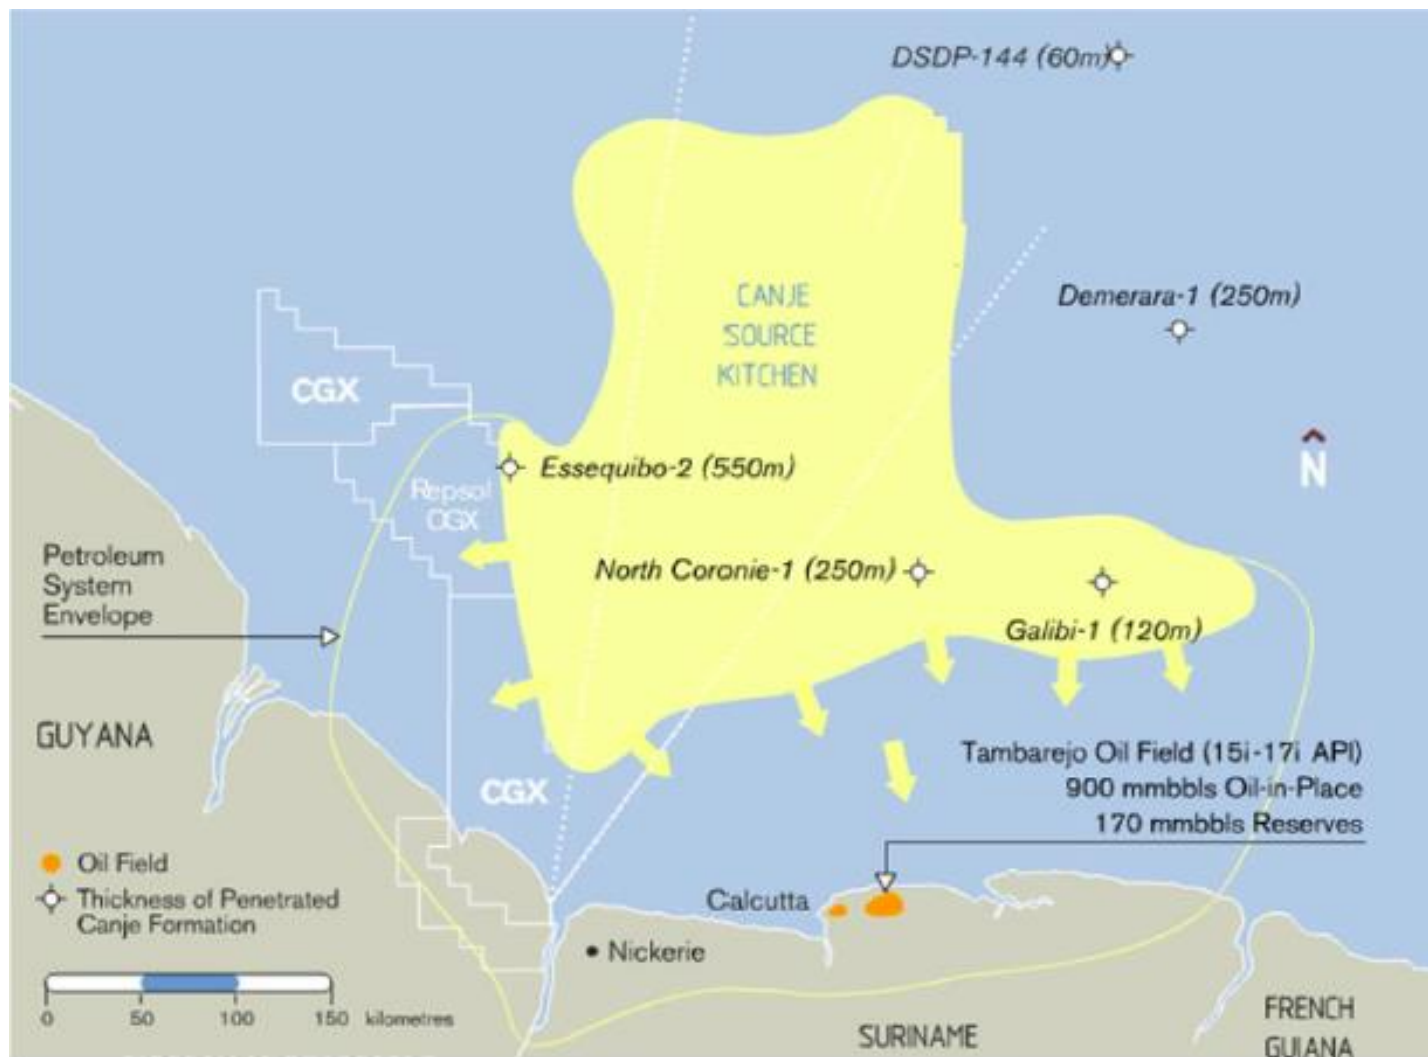 DSDP-144 (60m)
CANJE
SOURCE
KITCHEN
Demerara-1 (250m)
CGX
N
Essequibo-2 (550m)
Repsol
CGX
Petroleum
System
Envelope
North Coronie-1 (250m)
Galibi-1 (120m)
GUYANA
Tambarejo Oil Field (15i-17i API)
900 mmbbls Oil-in-Place
170 mmbbls Reserves
CGX
Oil Field
Thickness of Penetrated
Canje Formation
Calcutta
Nickerie
0 50 100 150 kilometres
SURINAME
FRENCH
GUIANA